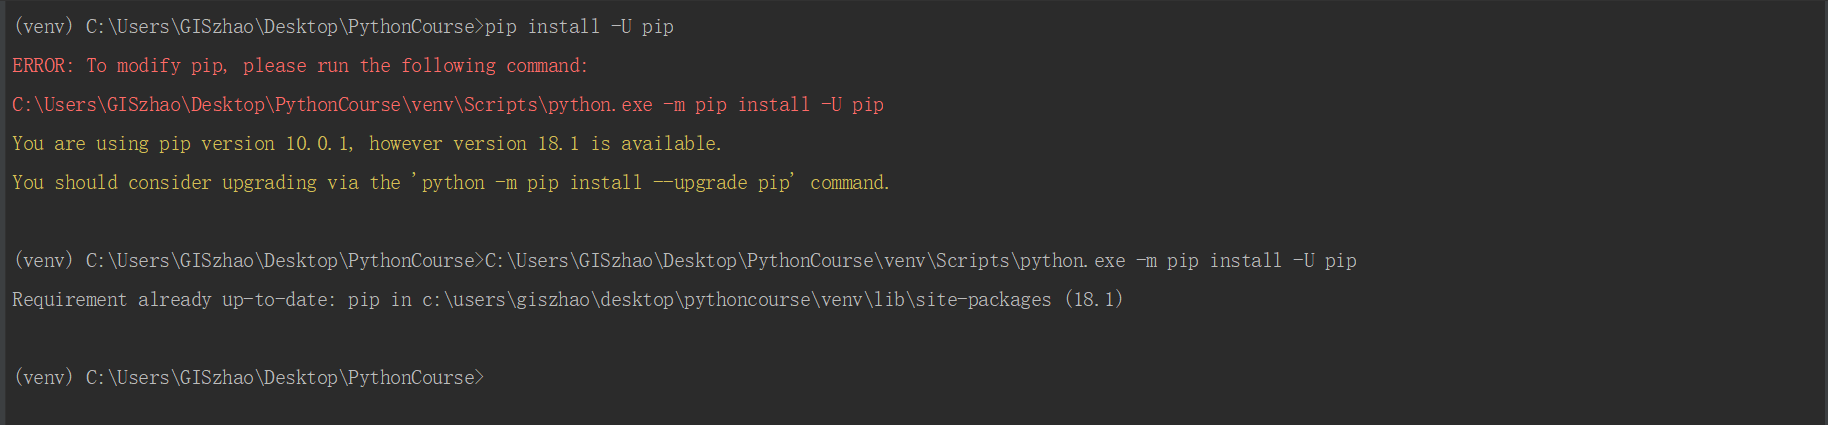 (venv) C:\Users\GISzhao\Desktop\PythonCourse>pip install -U pip
ERROR: To modify pip, please run the following command:
C:\Users\GISzhao\Desktop\PythonCourse\venv\Scripts\python.exe -m pip install -U pip
You are using pip version 10.0.1, however version 18.1 is available.
You should consider upgrading via the 'python -m pip install --upgrade pip' command.
(venv) C:\Users\GISzhao\Desktop\PythonCourse>C:\Users\GISzhao\Desktop\PythonCourse\venv\Scripts\python.exe -m pip install -U pip
Requirement already up-to-date: pip in c:\users\giszhao\desktop\pythoncourse\venv\lib\site-packages (18.1)
(venv) C:\Users\GISzhao\Desktop\PythonCourse>